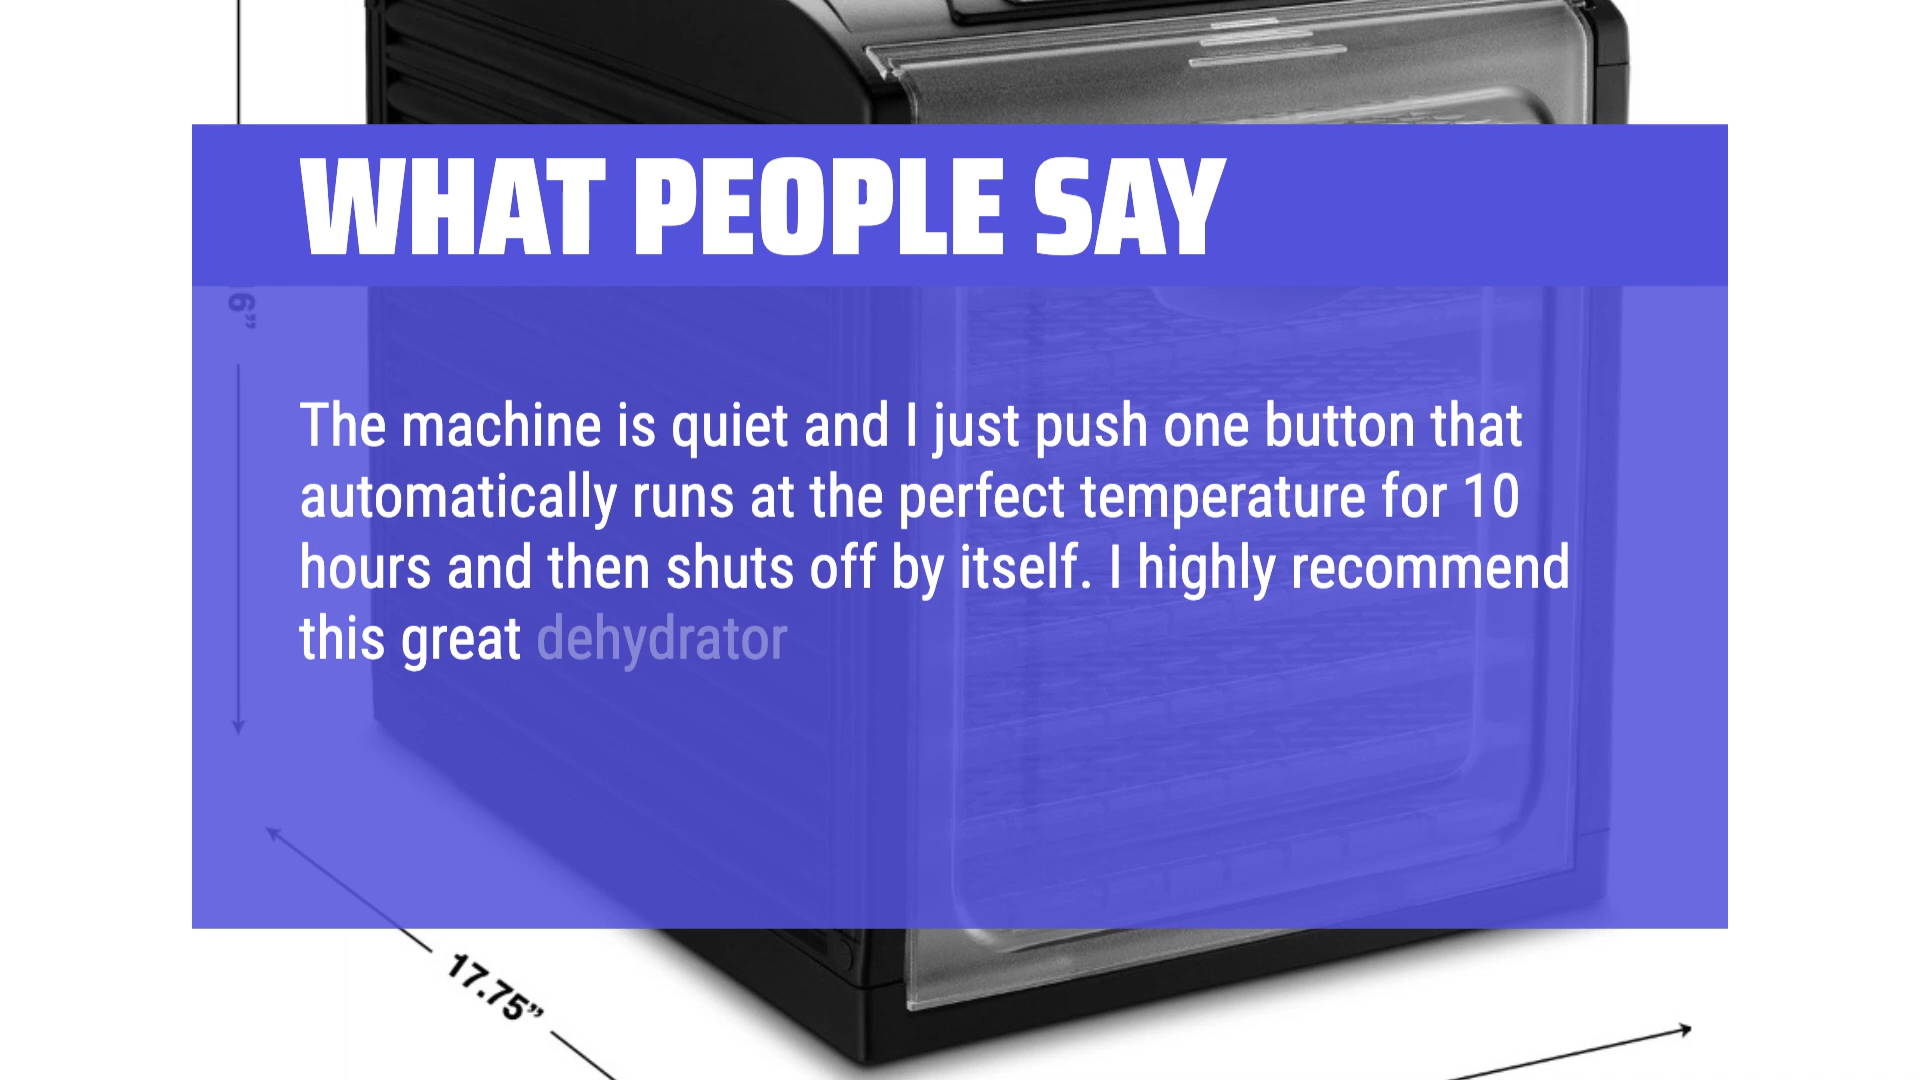 WHAT PEOPLE SAY
6”
The machine is quiet and I just push one button that
automatically runs at the perfect temperature for 10
hours and then shuts off by itself. I highly recommend
this great dehydrator
17.75”